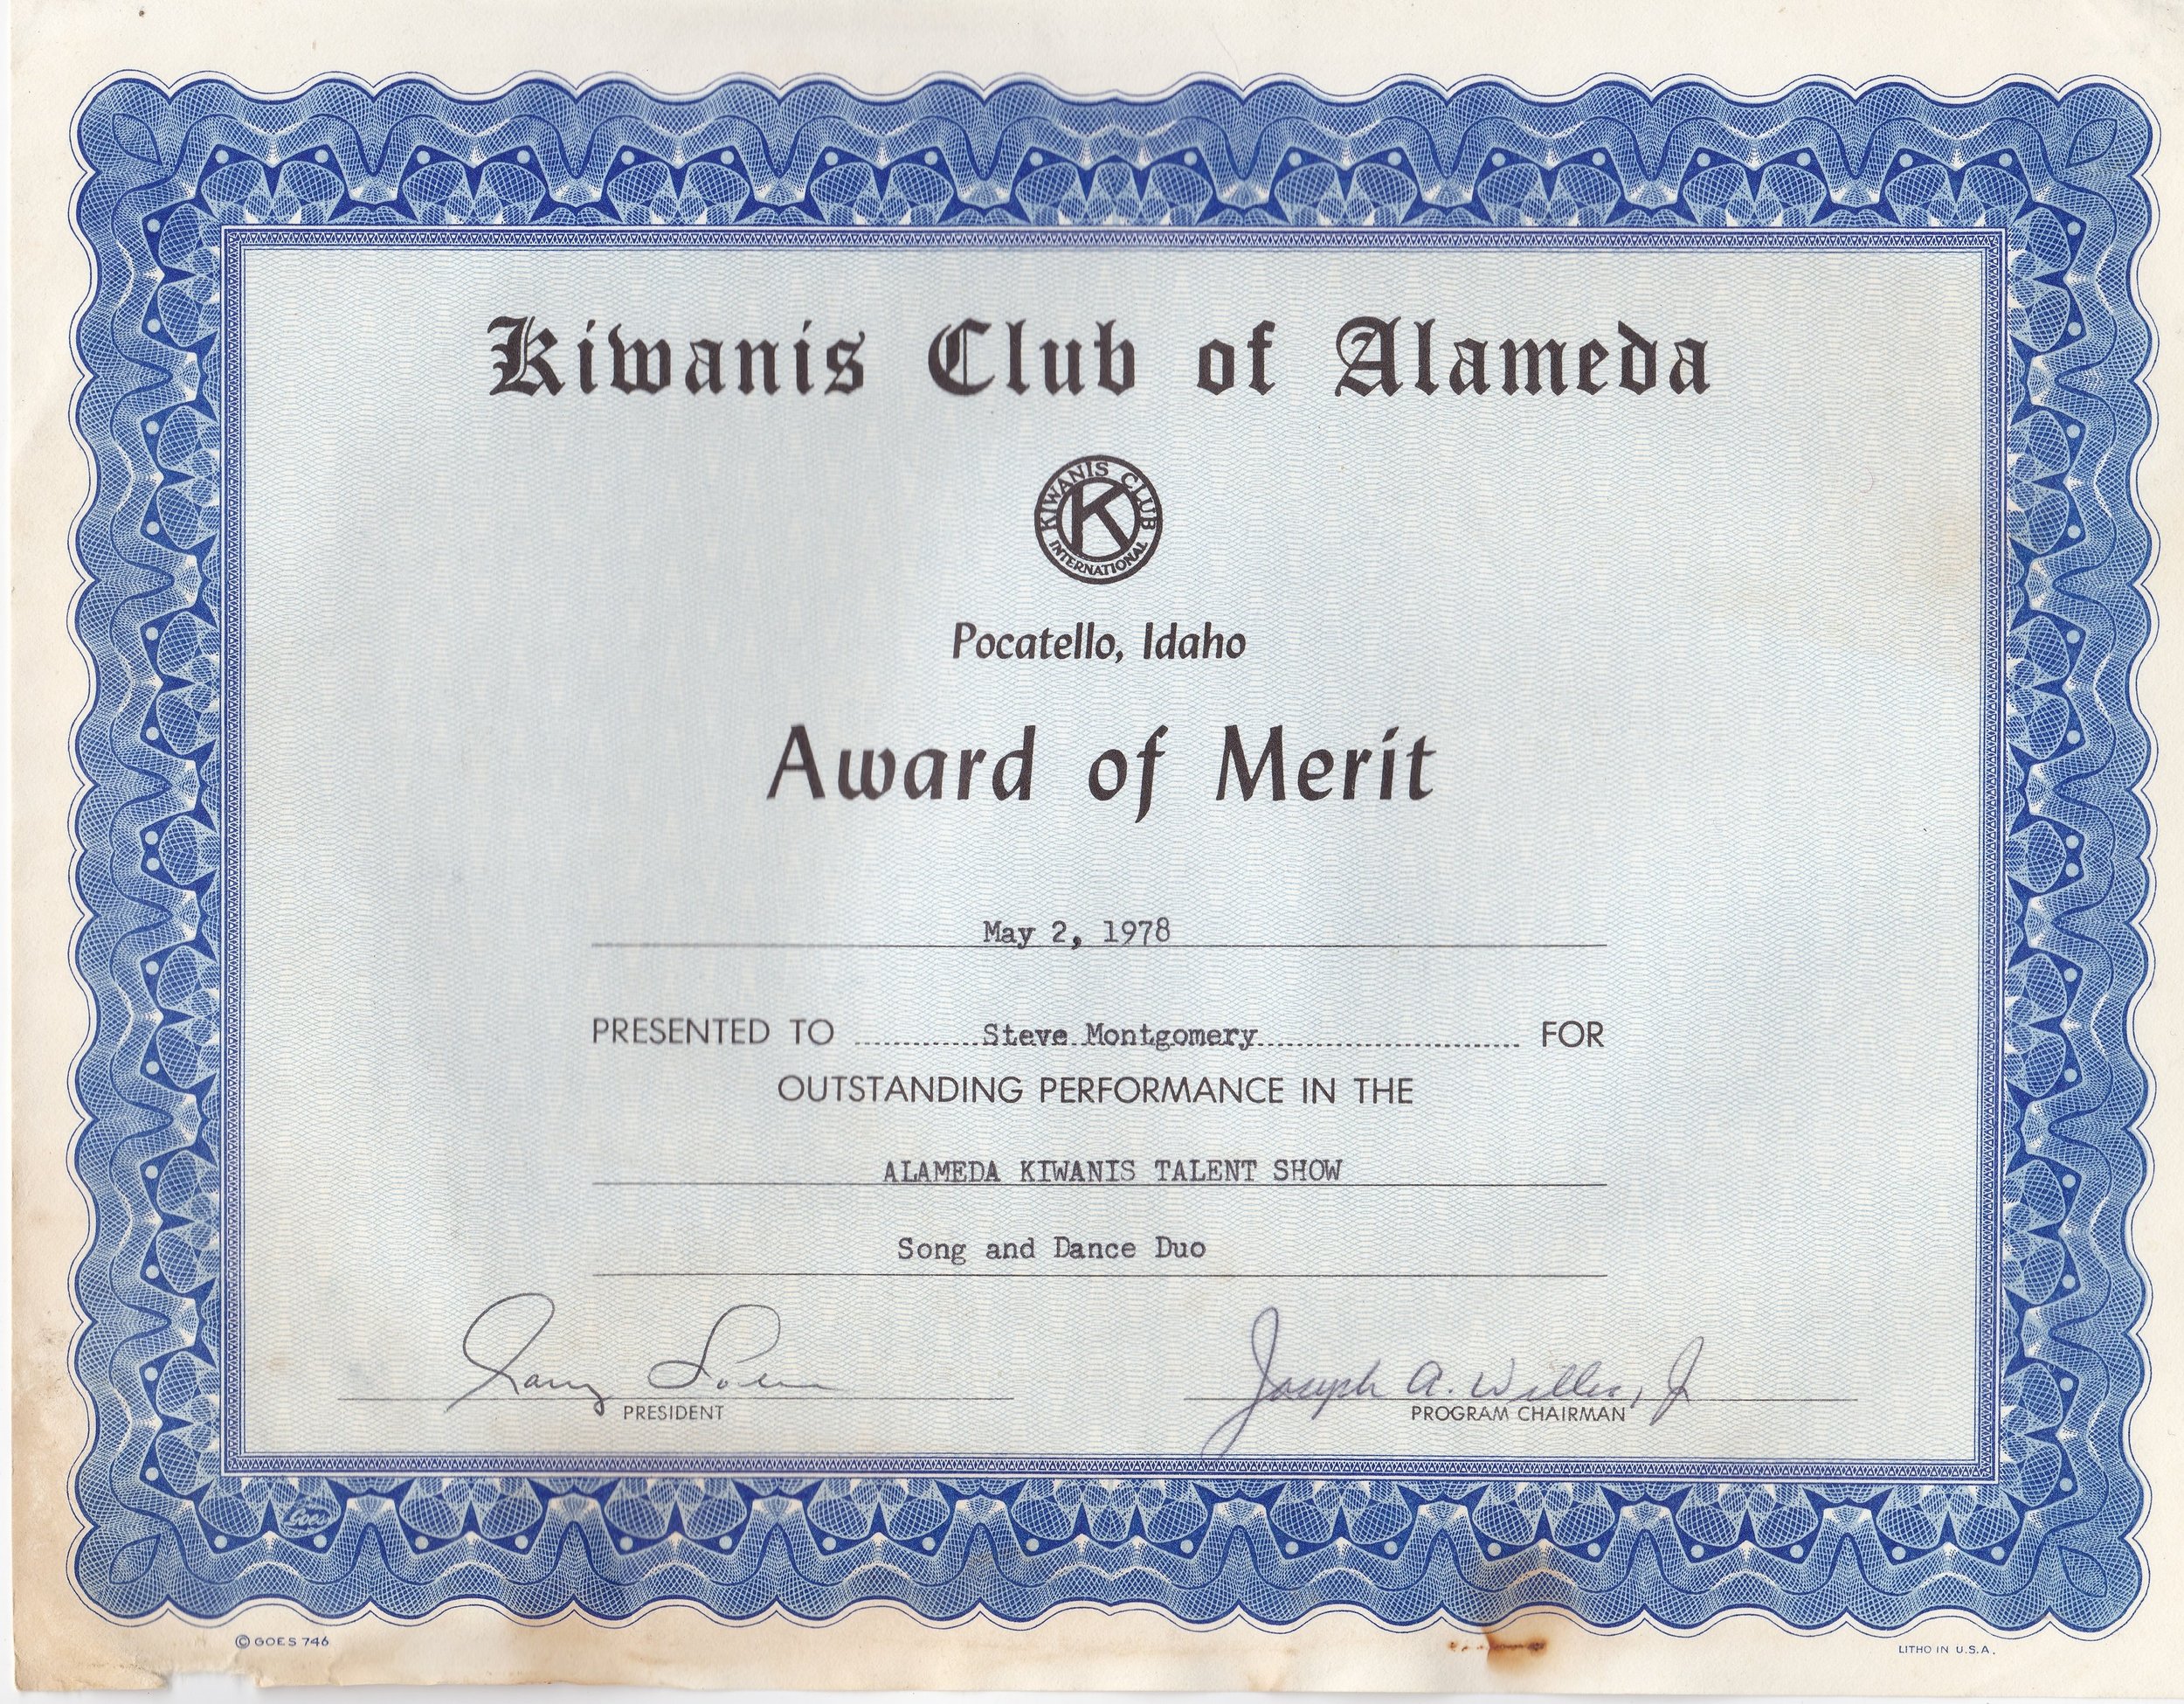 Kiwanis Club of Alameda
KIWANIS CLUB
K
INTERNATIONAL
Pocatello, Idaho
Award of Merit
May 2, 1978
PRESENTED TO Steve Montgomery FOR
OUTSTANDING PERFORMANCE IN THE
ALAMEDA KIWANIS TALENT SHOW
Song and Dance Duo
Joseph A.
PRESIDENT PROGRAM CHAIRMAN
Goes
© GOES 746 LITHO IN U.S.A.